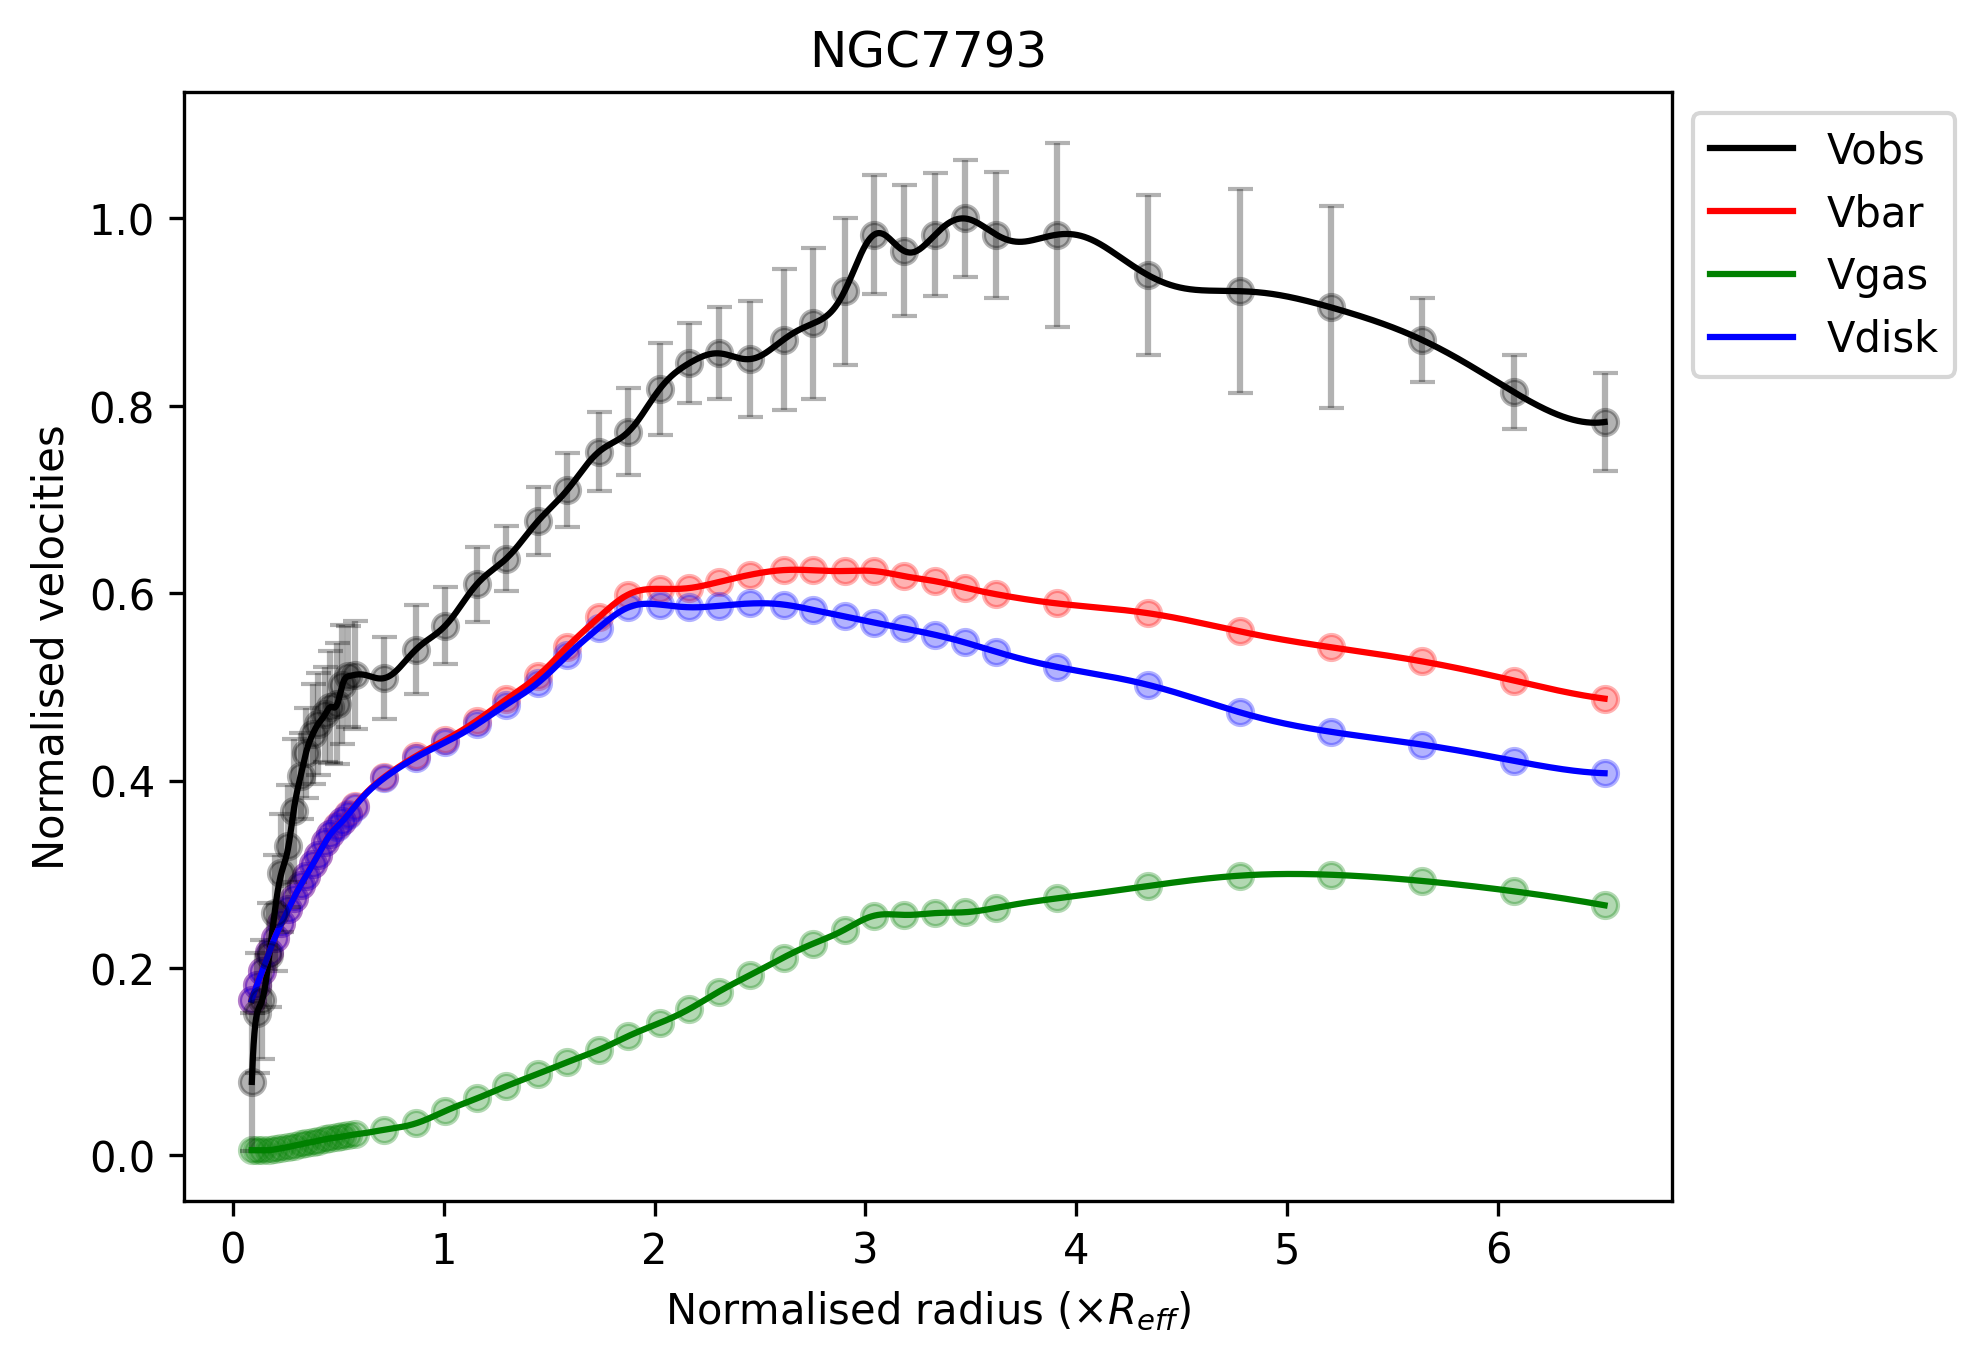 NGC7793
Vobs
Vbar
Vgas
Vdisk
1.0
0.8
0.6
0.4
0.2
0.0
Normalised velocities
0 1 2 3 4 5 6
Normalised radius (×R_eff)